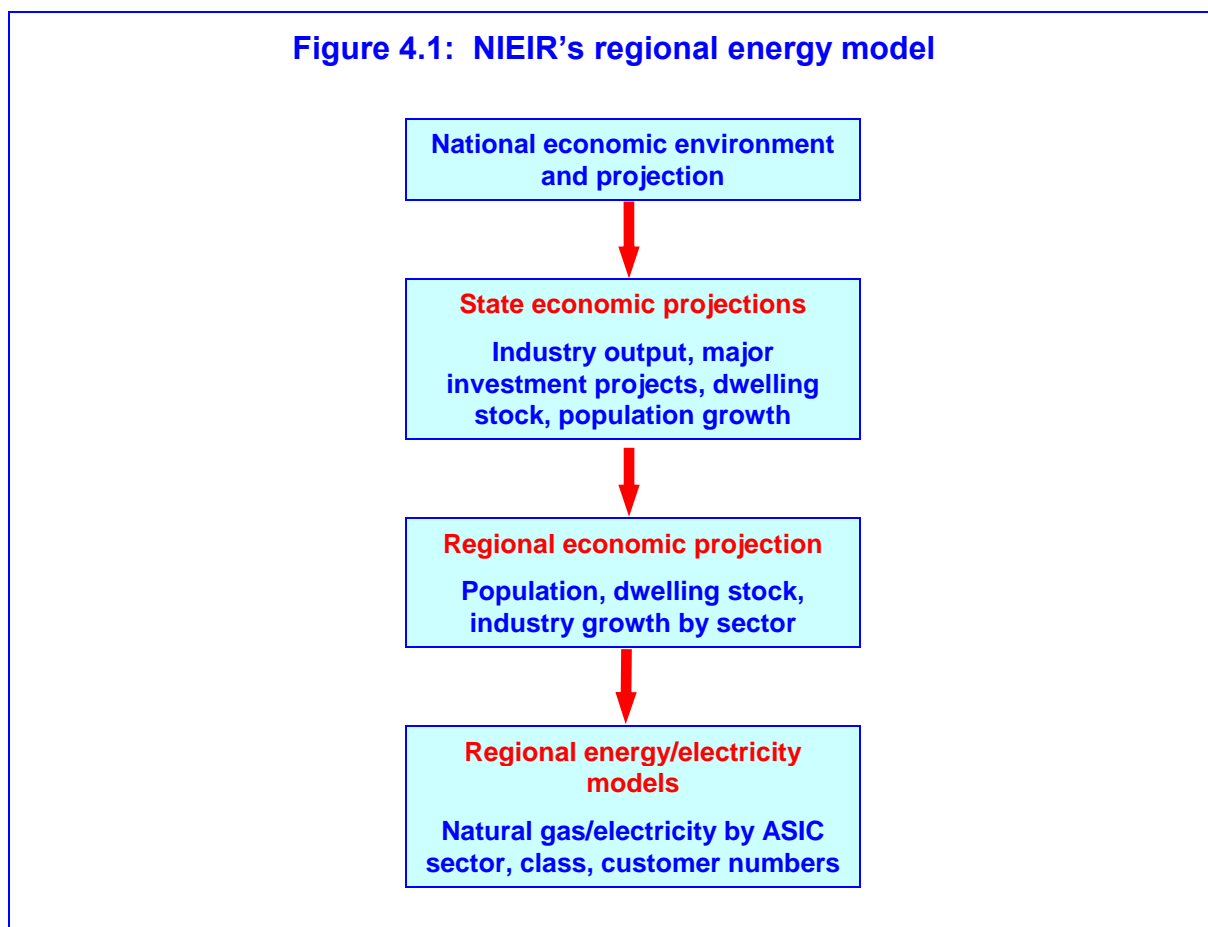 Figure 4.1: NIEIR’s regional energy model
National economic environment
and projection
State economic projections
Industry output, major
investment projects, dwelling
stock, population growth
Regional economic projection
Population, dwelling stock,
industry growth by sector
Regional energy/electricity
models
Natural gas/electricity by ASIC
sector, class, customer numbers